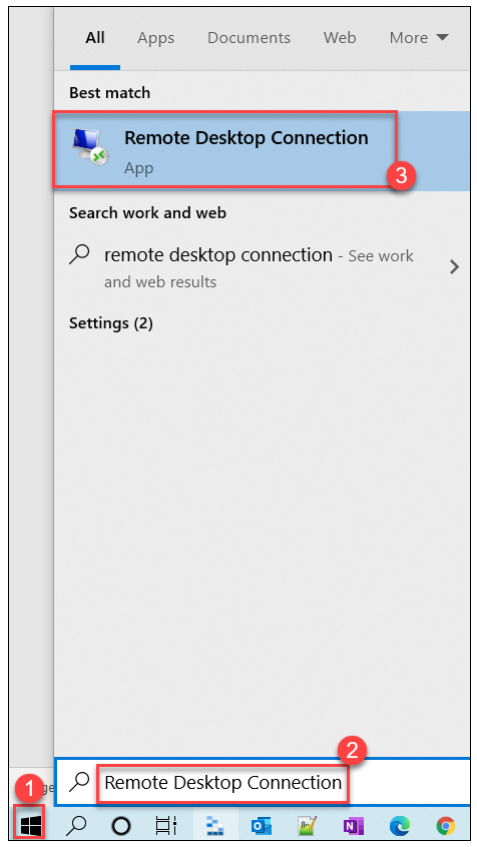 All Apps Documents Web More
Best match
Remote Desktop Connection
App
3
Search work and web
remote desktop connection - See work
and web results
Settings (2)
2
1
Remote Desktop Connection